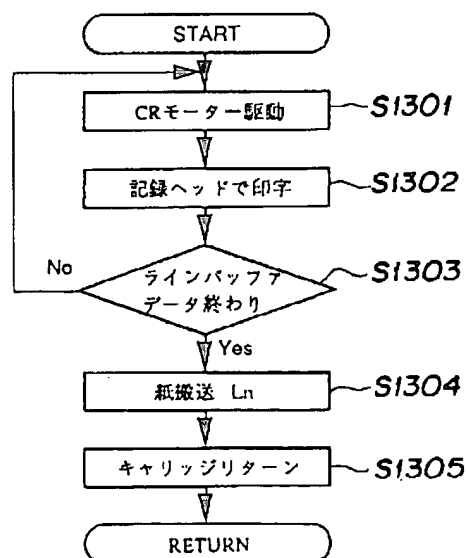 START
CRモーター駆動
S1301
記録ヘッドで印字
S1302
No
ラインバッファ
データ終わり
S1303
Yes
紙搬送 Ln
S1304
キャリッジリターン
S1305
RETURN